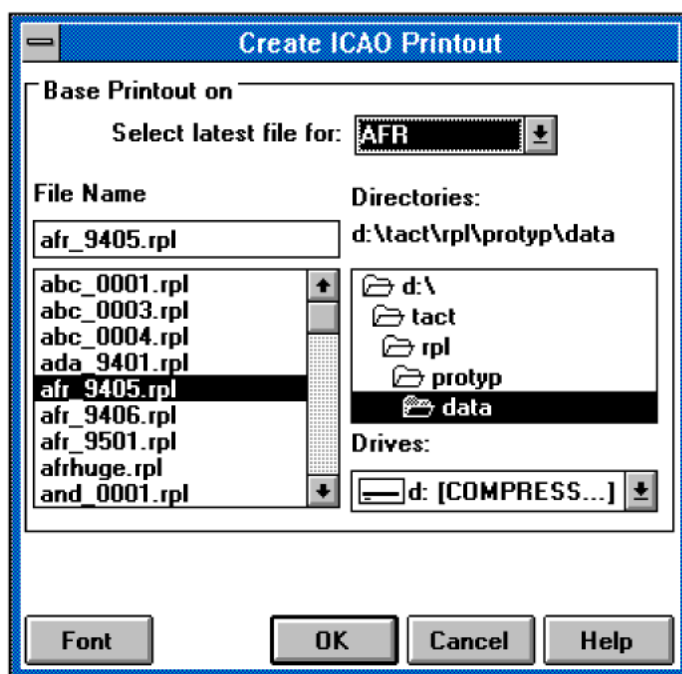 Create ICAO Printout
Base Printout on
Select latest file for: AFR
File Name
afr_9405.rpl
abc_0001.rpl
abc_0003.rpl
abc_0004.rpl
ada_9401.rpl
afr_9405.rpl
afr_9406.rpl
afr_9501.rpl
afrhuge.rpl
and_0001.rpl
Directories:
d:\tact\rpl\protyp\data
d:\
tact
rpl
protyp
data
Drives:
d: [COMPRESS...]
Font OK Cancel Help